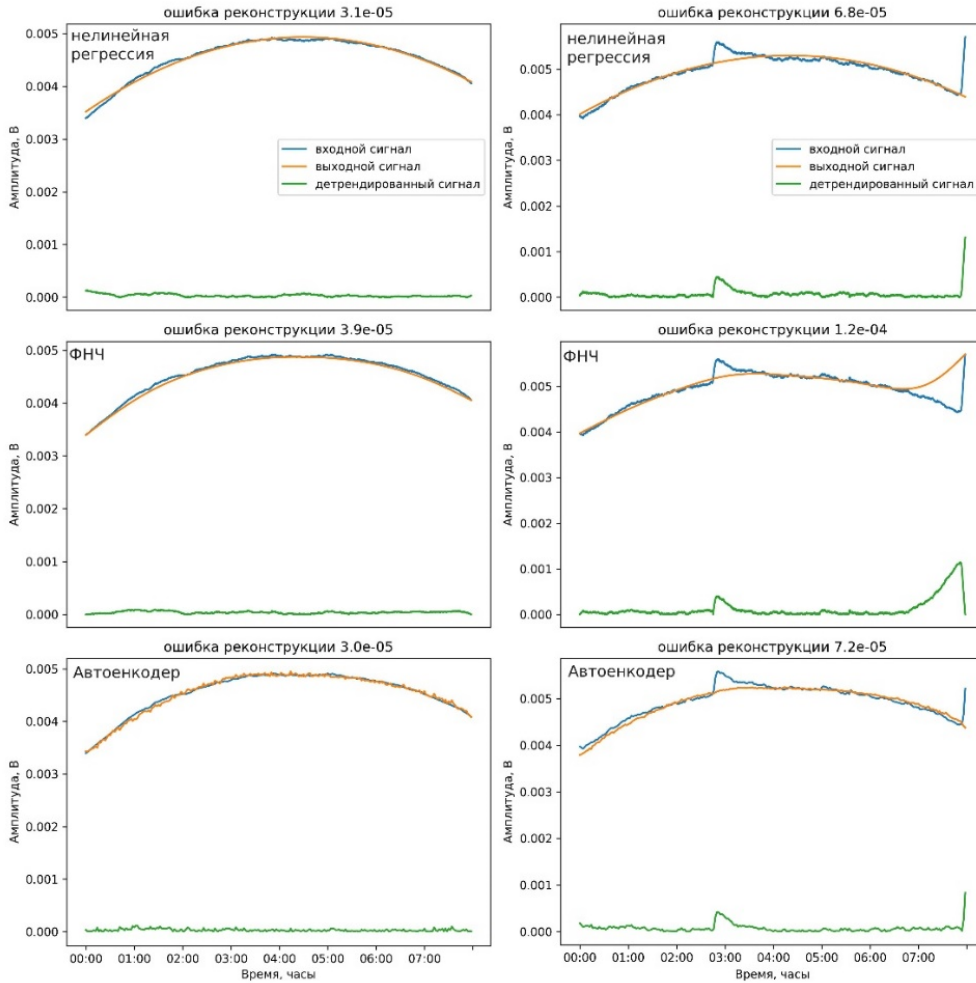 ошибка реконструкции 3.1e-05
нелинейная
регрессия
0.005
0.004
0.003
0.002
0.001
0.000
Амплитуда, В
входной сигнал
выходной сигнал
детрендированный сигнал
ошибка реконструкции 6.8e-05
нелинейная
регрессия
0.005
0.004
0.003
0.002
0.001
0.000
Амплитуда, В
входной сигнал
выходной сигнал
детрендированный сигнал
ошибка реконструкции 3.9e-05
ФНЧ
0.005
0.004
0.003
0.002
0.001
0.000
Амплитуда, В
ошибка реконструкции 1.2e-04
ФНЧ
0.005
0.004
0.003
0.002
0.001
0.000
Амплитуда, В
ошибка реконструкции 3.0e-05
Автоенкодер
0.005
0.004
0.003
0.002
0.001
0.000
Амплитуда, В
00:00 01:00 02:00 03:00 04:00 05:00 06:00 07:00
Время, часы
ошибка реконструкции 7.2e-05
Автоенкодер
0.005
0.004
0.003
0.002
0.001
0.000
Амплитуда, В
00:00 01:00 02:00 03:00 04:00 05:00 06:00 07:00
Время, часы